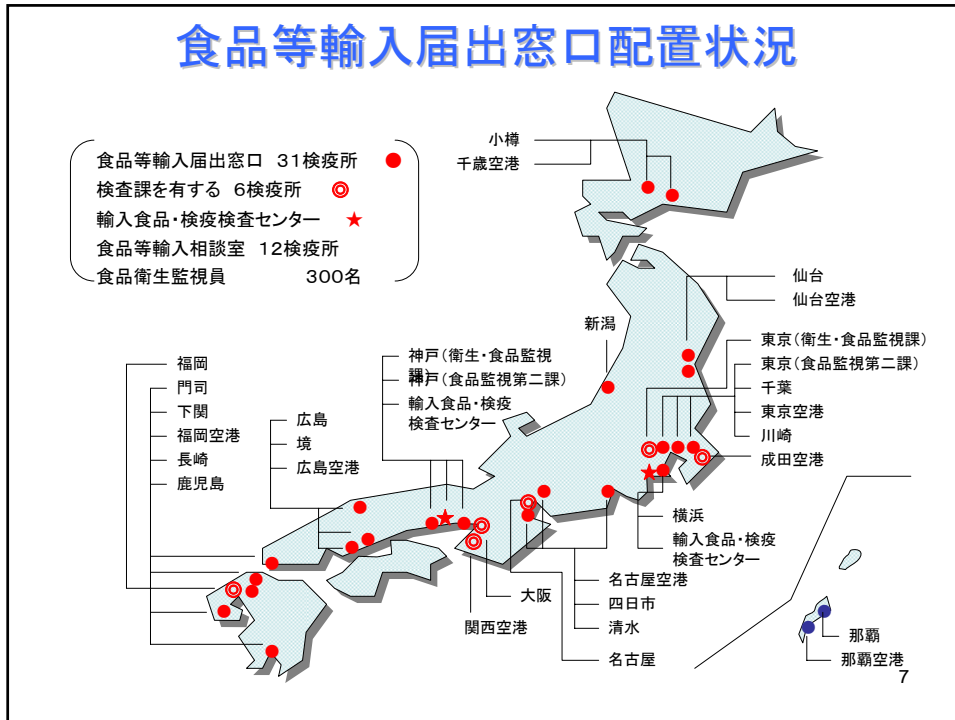 食品等輸入届出窓口配置状況
食品等輸入届出窓口 31検疫所
検査課を有する 6検疫所
輸入食品・検疫検査センター
食品等輸入相談室 12検疫所
食品衛生監視員 300名
小樽
千歳空港
仙台
仙台空港
新潟
東京(衛生・食品監視課)
東京(食品監視第二課)
千葉
東京空港
川崎
成田空港
福岡
門司
下関
福岡空港
長崎
鹿児島
広島
境
広島空港
神戸(衛生・食品監視
課)
神戸(食品監視第二課)
輸入食品・検疫
検査センター
横浜
輸入食品・検疫
検査センター
名古屋空港
四日市
清水
名古屋
大阪
関西空港
那覇
那覇空港
7